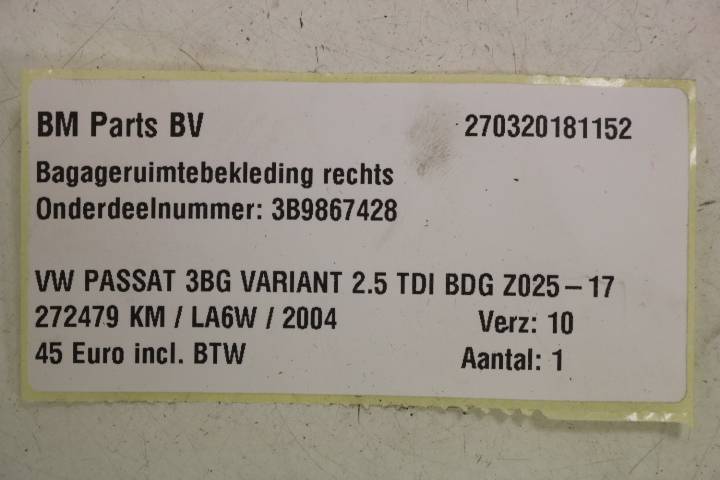 BM Parts BV 270320181152
Bagageruimtebekleding rechts
Onderdeelnummer: 3B9867428
VW PASSAT 3BG VARIANT 2.5 TDI BDG Z025-17
272479 KM / LA6W / 2004 Verz: 10
45 Euro incl. BTW Aantal: 1